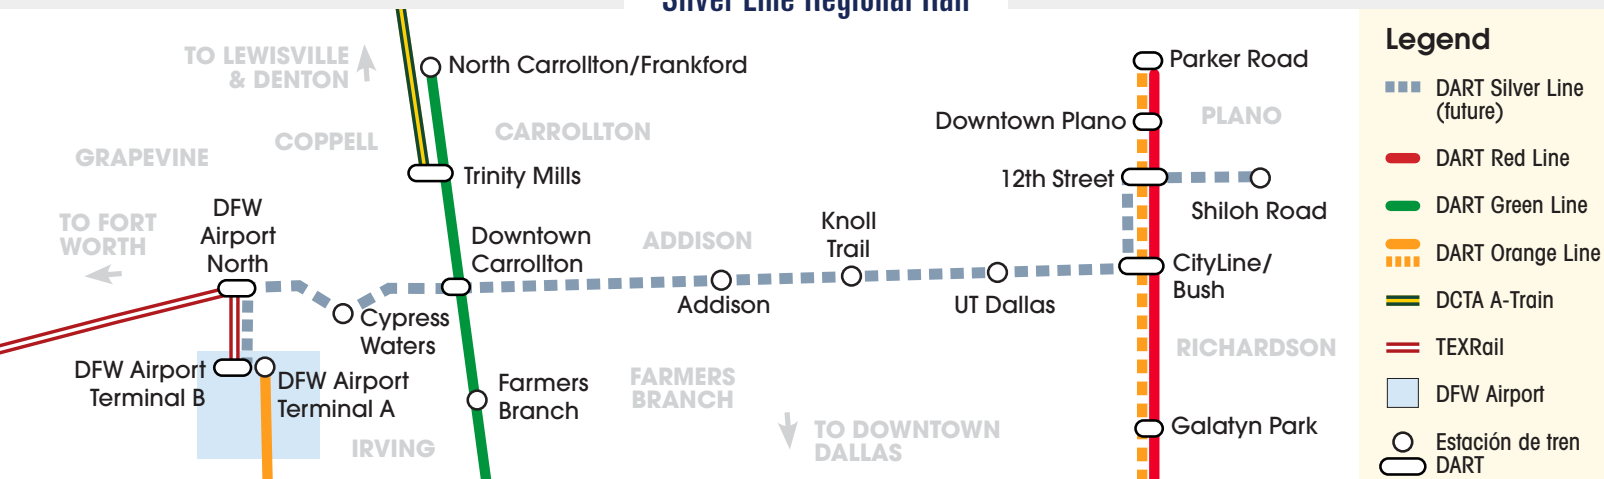 Silver Line Regional Rail
TO LEWISVILLE
& DENTON
North Carrollton/Frankford
COPPELL
CARROLLTON
GRAPEVINE
Trinity Mills
TO FORT
WORTH
DFW
Airport
North
Downtown
Carrollton
ADDISON
Knoll
Trail
Cypress
Waters
Addison
UT Dallas
DFW Airport
Terminal B
DFW Airport
Terminal A
Farmers
Branch
FARMERS
BRANCH
IRVING
TO DOWNTOWN
DALLAS
Parker Road
Downtown Plano
PLANO
12th Street
Shiloh Road
CityLine/
Bush
RICHARDSON
Galatyn Park
Legend
DART Silver Line
(future)
DART Red Line
DART Green Line
DART Orange Line
DCTA A-Train
TEXRail
DFW Airport
Estación de tren
DART